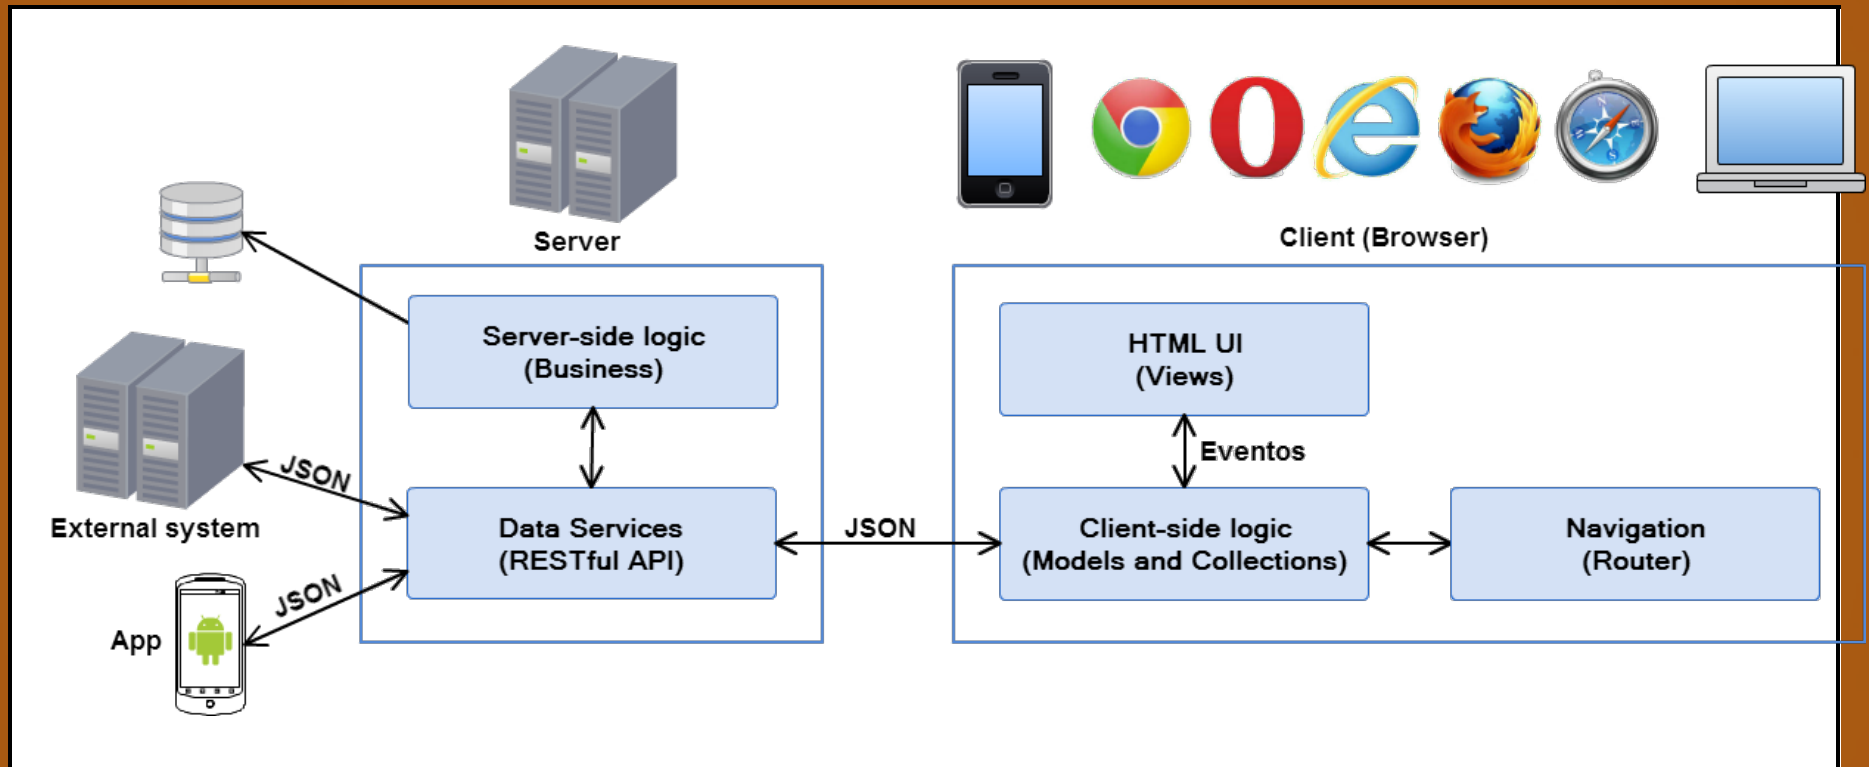 Server
Client (Browser)
Server-side logic
(Business)
HTML UI
(Views)
Eventos
JSON
External system
Data Services
(RESTful API)
JSON
Client-side logic
(Models and Collections)
Navigation
(Router)
JSON
App